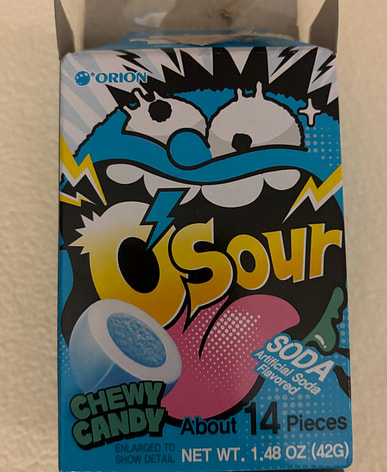 ORION
O'Sour
SODA
Artificial Soda
Flavored
CHEWY
CANDY
About 14 Pieces
ENLARGED TO
SHOW DETAIL
NET WT. 1.48 OZ (42G)